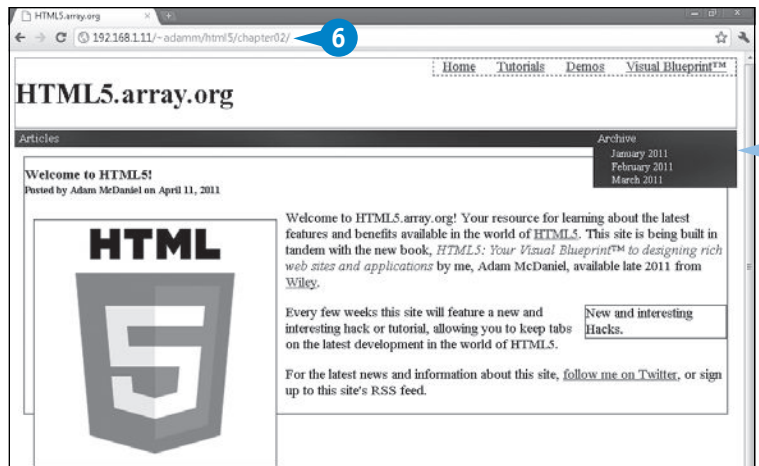 HTML5.array.org
192.168.1.11/~adamm/html5/chapter02/
6
Home Tutorials Demos Visual Blueprint™
HTML5.array.org
Articles
Archive
January 2011
February 2011
March 2011
Welcome to HTML5!
Posted by Adam McDaniel on April 11, 2011
HTML
5
Welcome to HTML5.array.org! Your resource for learning about the latest
features and benefits available in the world of HTML5. This site is being built in
tandem with the new book, HTML5: Your Visual Blueprint™ to designing rich
web sites and applications by me, Adam McDaniel, available late 2011 from
Wiley.
Every few weeks this site will feature a new and
interesting hack or tutorial, allowing you to keep tabs
on the latest development in the world of HTML5.
New and interesting
Hacks.
For the latest news and information about this site, follow me on Twitter, or sign
up to this site's RSS feed.